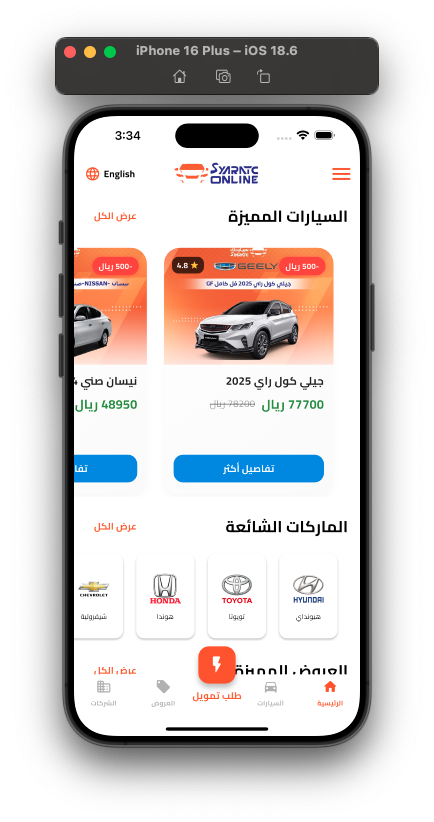 iPhone 16 Plus – iOS 18.6
3:34
English
SYARATC
ONLINE
السيارات المميزة
عرض الكل
4.8
GEELY
-500 ريال
جيلي كول راي 2025 فل كامل GF
-500 ريال
جيلي كول راي 2025
77700 ريال
78200 ريال
تفاصيل أكثر
نيسان صني
48950 ريال
الماركات الشائعة
عرض الكل
HYUNDAI
هيونداي
TOYOTA
تويوتا
HONDA
هوندا
CHEVROLET
شيفرولية
العروض المميزة
عرض الكل
الرئيسية
السيارات
طلب تمويل
العروض
الشركات